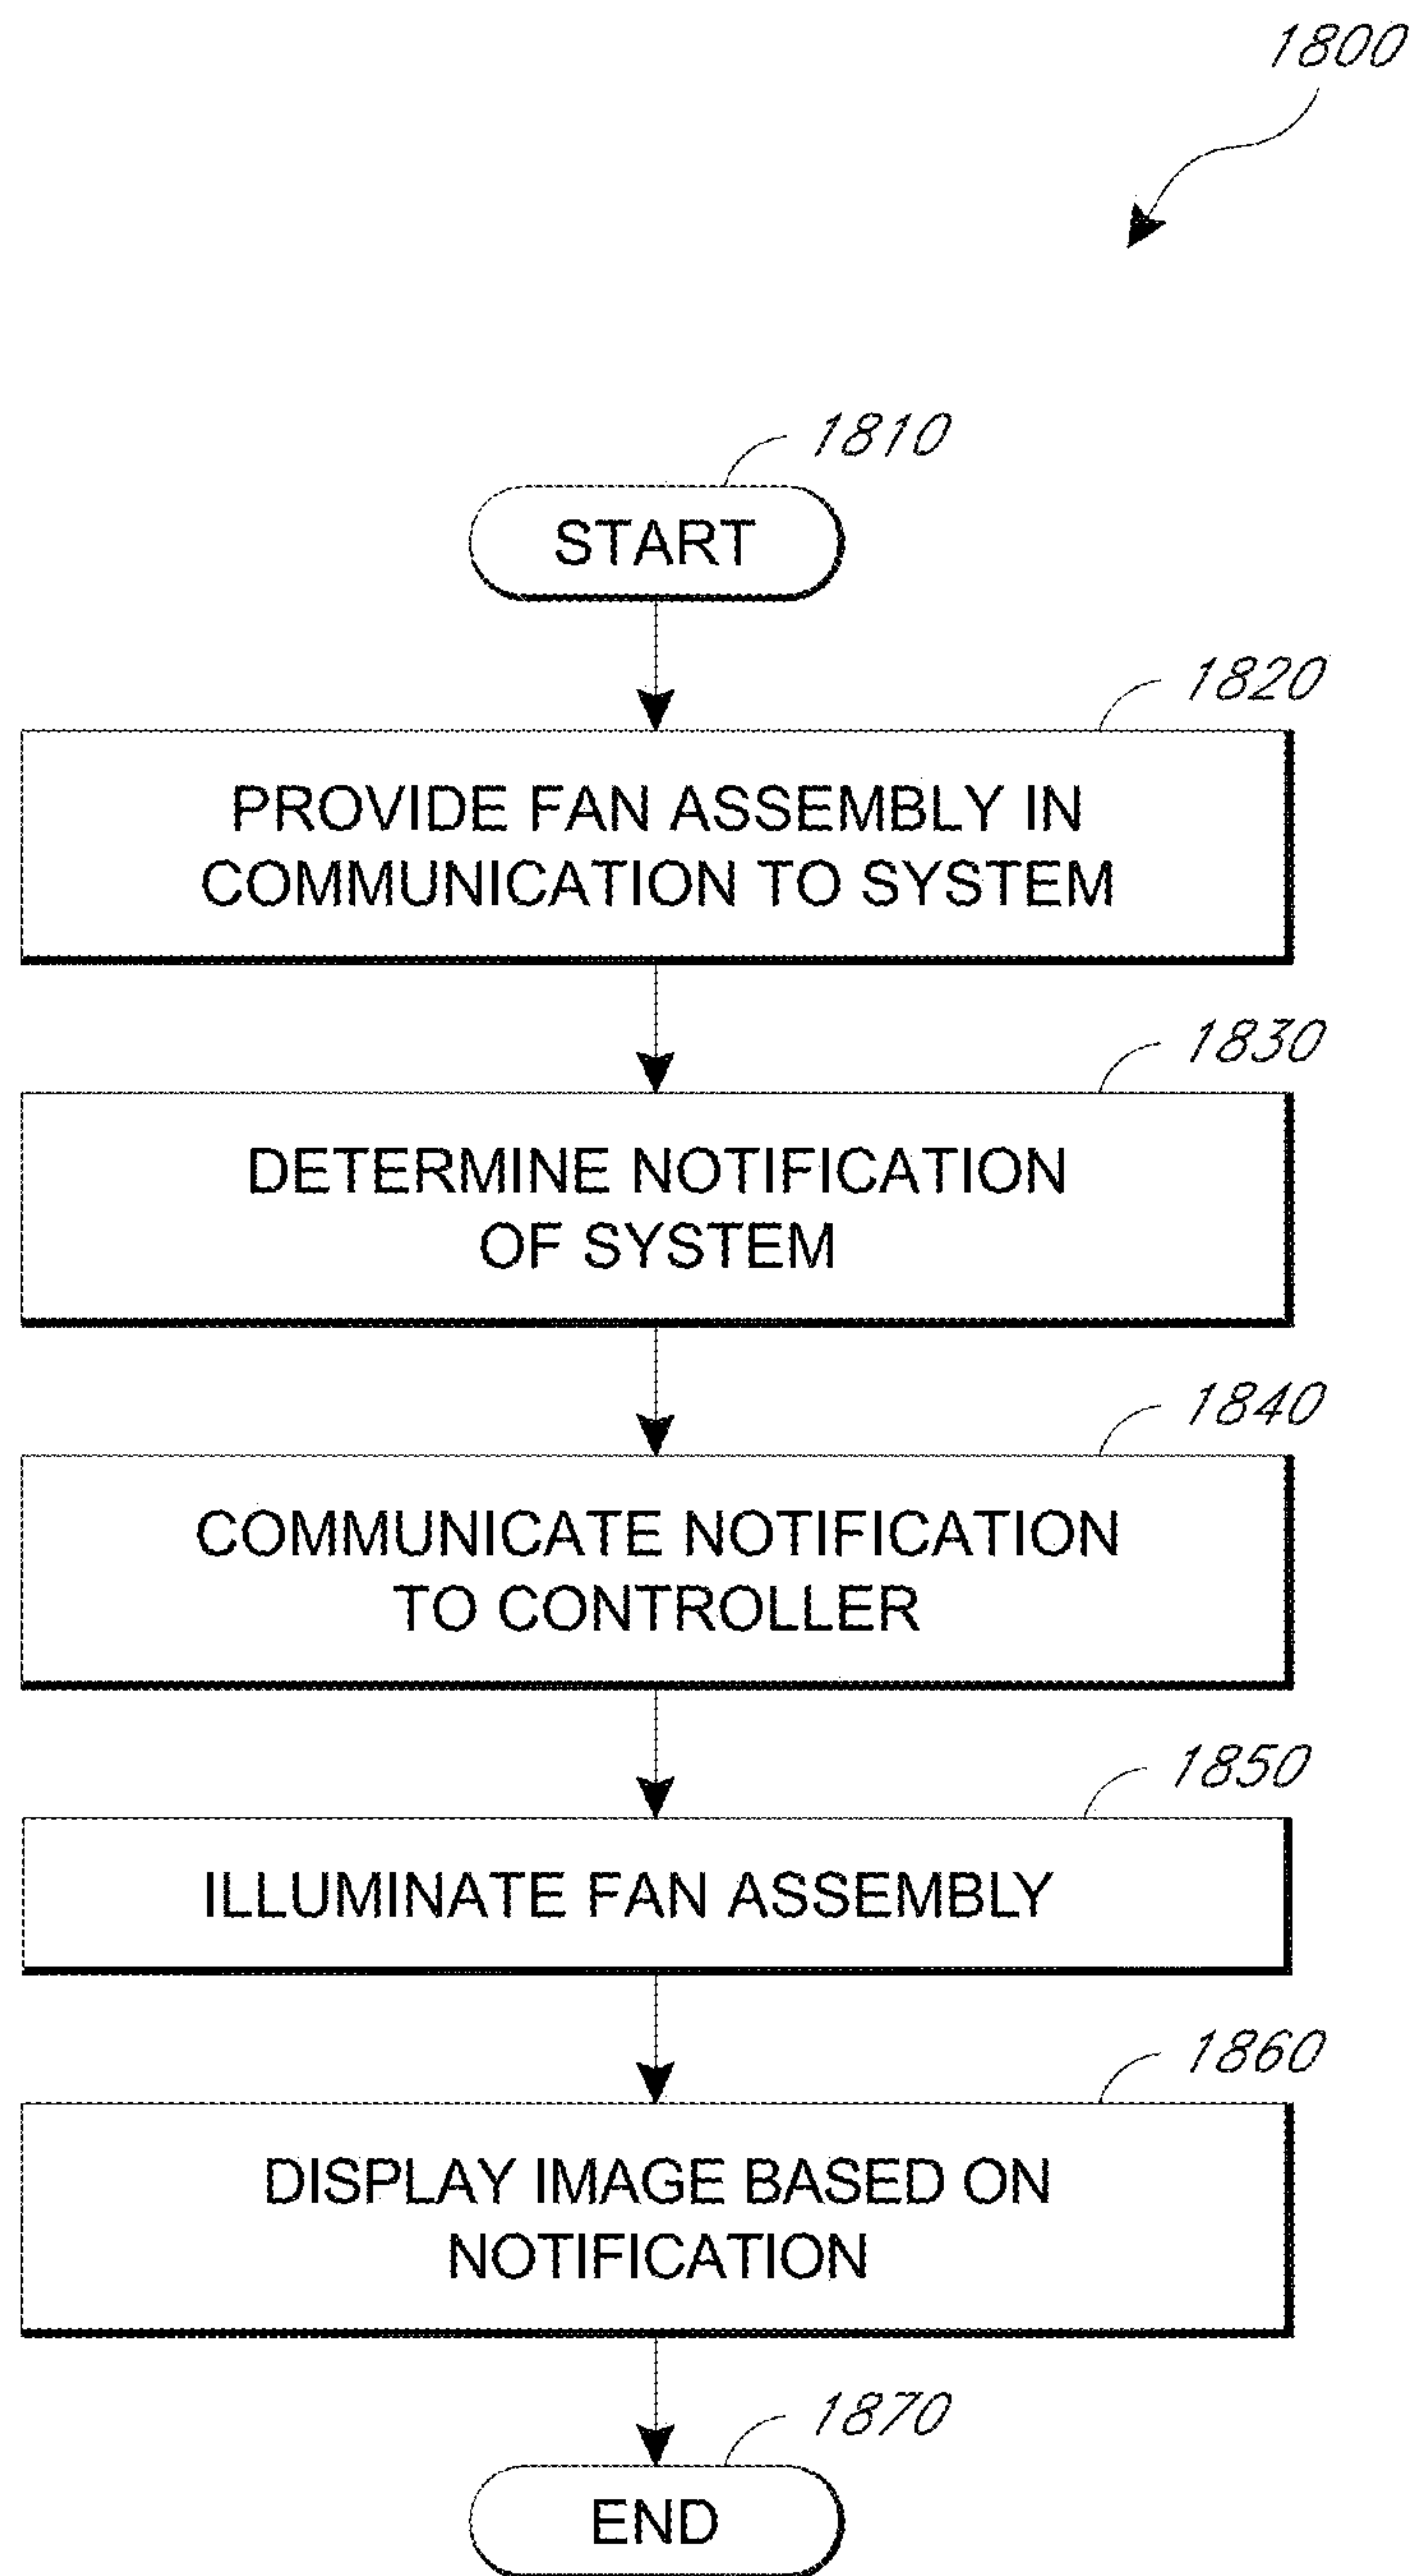 1800
1810
START
1820
PROVIDE FAN ASSEMBLY IN
COMMUNICATION TO SYSTEM
1830
DETERMINE NOTIFICATION
OF SYSTEM
1840
COMMUNICATE NOTIFICATION
TO CONTROLLER
1850
ILLUMINATE FAN ASSEMBLY
1860
DISPLAY IMAGE BASED ON
NOTIFICATION
1870
END